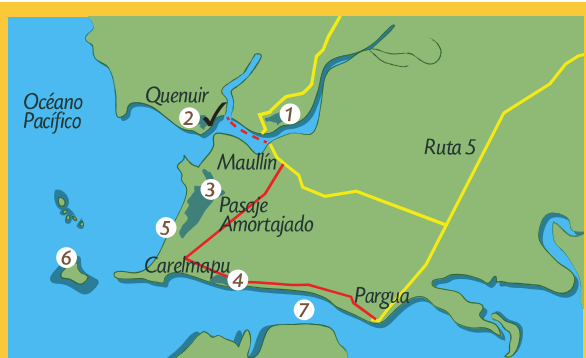 Quenuir
Océano
Pacífico
2
1
Ruta 5
Maullín
3
Pasaje
Amortajado
5
6
Carelmapu
4
Pargua
7